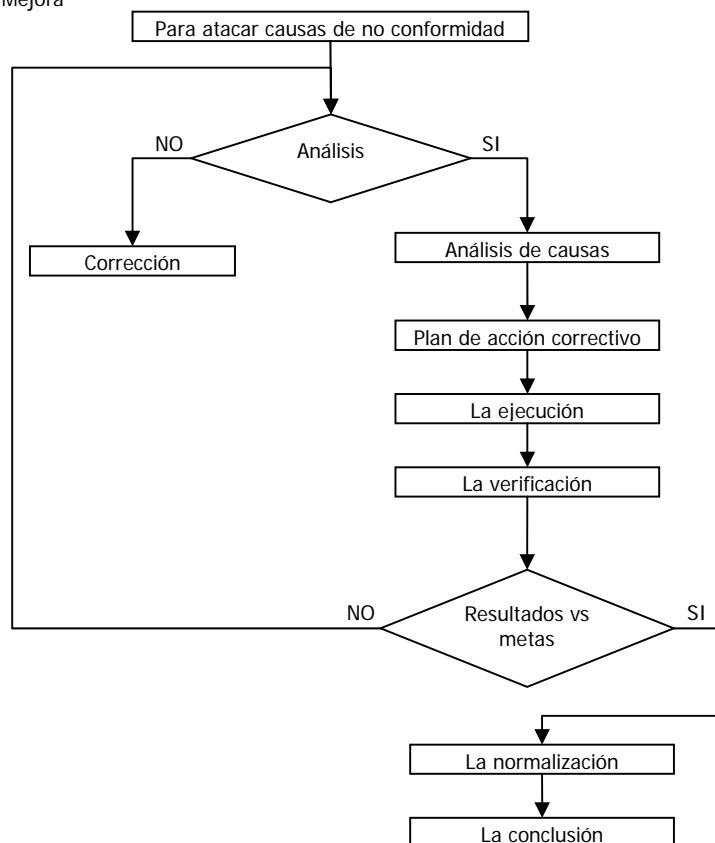 Mejora
Para atacar causas de no conformidad
NO
Análisis
SI
Corrección
Análisis de causas
Plan de acción correctivo
La ejecución
La verificación
NO
Resultados vs
metas
SI
La normalización
La conclusión